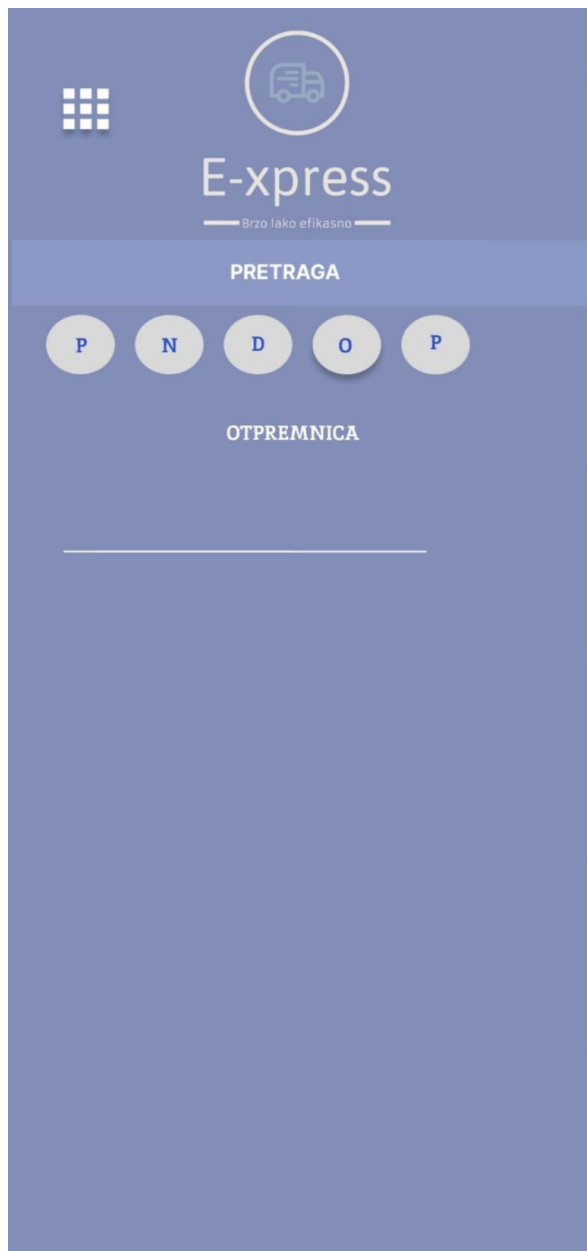 E-xpress
Brzo lako efikasno
PRETRAGA
P N D O P
OTPREMNICA